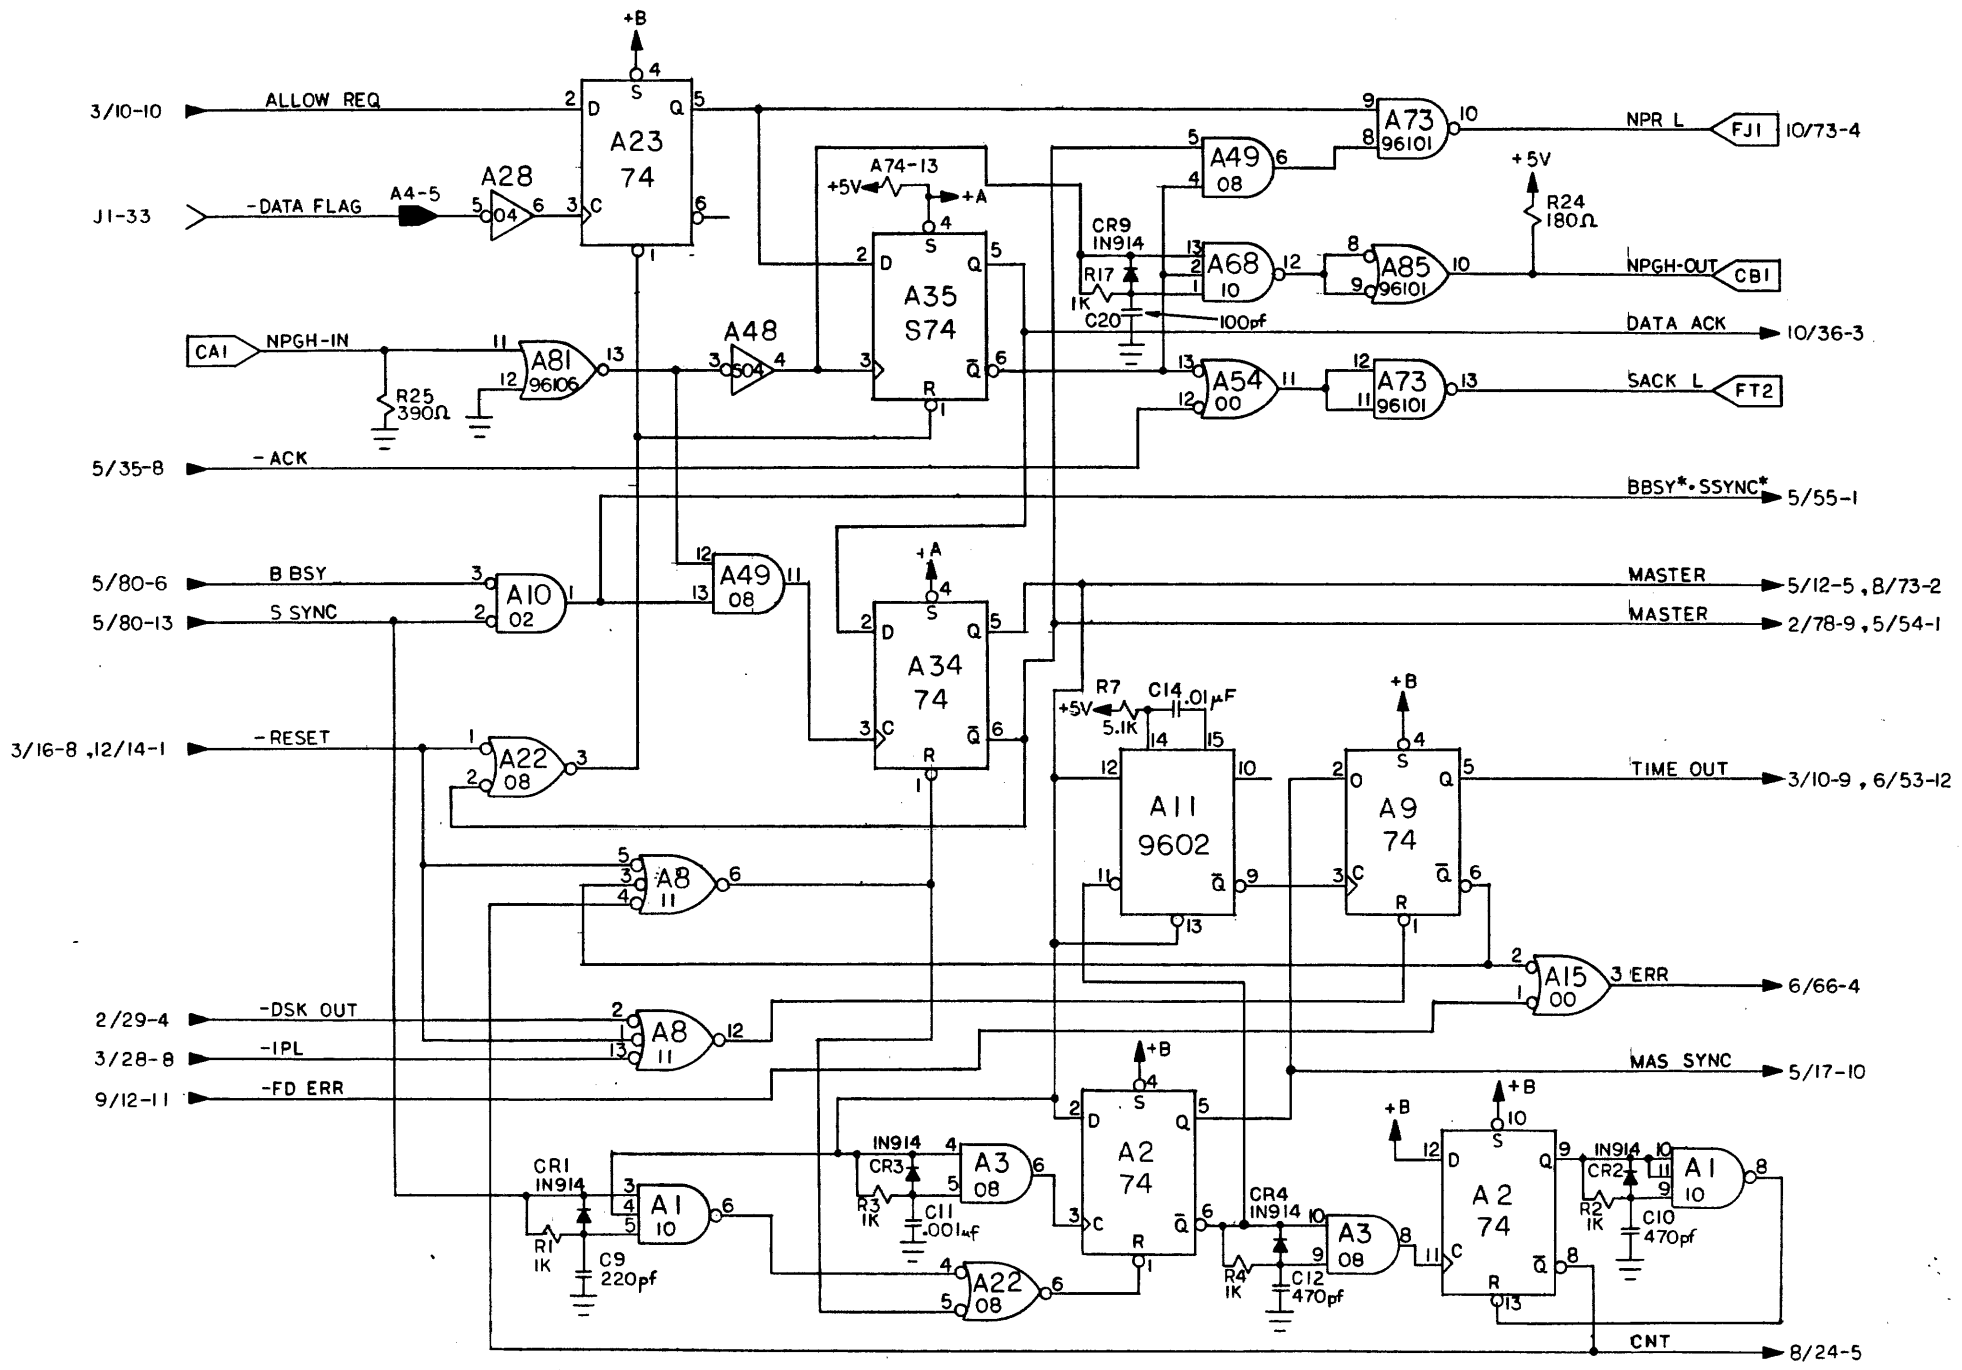 +B
4
S
3/10-10 ALLOW REQ 2 D Q 5
A23
74
9 A73 10 NPR L FJ1 10/73-4
8 96101
5 A49 6
4 08
A74-13
+5V +A
+5V
R24
180Ω
J1-33 -DATA FLAG A4-5 5 A28 04 6 3 C 6
1
4
S
2 D Q 5
A35
S74
CR9
1N914
R17
1K
C20 100pf
13 A68 12
2
1 10
8 A85 10 NPGH-OUT CB1
9 96101
DATA ACK 10/36-3
CA1 NPGH-IN 11 A81 13
12 96106
R25
390Ω
A48
3 S04 4 3 Q̅ 6
R
1
13 A54 11
12 00
12 A73 13 SACK L FT2
11 96101
5/35-8 -ACK
BBSY*·SSYNC* 5/55-1
5/80-6 B BSY 3 A10 1
5/80-13 S SYNC 2 02
12 A49 11
13 08
+A
4
S
2 D Q 5
A34
74
3 C Q̅ 6
R
1
MASTER 5/12-5, 8/73-2
MASTER 2/78-9, 5/54-1
3/16-8, 12/14-1 -RESET 1 A22 3
2 08
+5V R7 C14 .01µF
5.1K
14 15
12 10
A11
9602
11 Q̅ 9
13
+B
4
S
2 O Q 5 TIME OUT 3/10-9, 6/53-12
A9
74
3 C Q̅ 6
R
1
5 A8 6
3
4 11
2 A15 3 ERR 6/66-4
1 00
2/29-4 -DSK OUT 2 A8 12
1
3/28-8 -IPL 13 11
9/12-11 -FD ERR
MAS SYNC 5/17-10
CR1
1N914
R1
1K
C9
220pf
3 A1 6
4
5 10
1N914
CR3
R3
1K
C11
.001uf
4 A3 6
5 08
4 A22 6
5 08
+B
4
S
2 D Q 5
A2
74
3 C Q̅ 6
R
1
CR4
1N914
R4
1K
C12
470pf
10 A3 8
9 08
+B +B
10
S
12 D Q 9
A2
74
11 C Q̅ 8
R
13
1N914
CR2
R2
1K
C10
470pf
10 A1 8
11
9 10
CNT 8/24-5